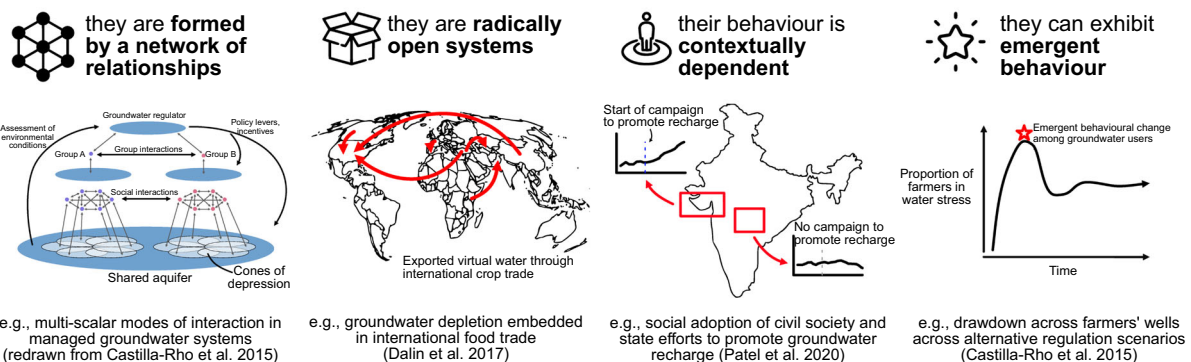 they are formed
by a network of
relationships
Groundwater regulator
Assessment of
environmental
conditions.
Policy levers,
incentives
Group A
Group interactions
Group B
Social interactions
Shared aquifer
Cones of
depression
e.g., multi-scalar modes of interaction in
managed groundwater systems
(redrawn from Castilla-Rho et al. 2015)
they are radically
open systems
Exported virtual water through
international crop trade
e.g., groundwater depletion embedded
in international food trade
(Dalin et al. 2017)
their behaviour is
contextually
dependent
Start of campaign
to promote recharge
No campaign to
promote recharge
e.g., social adoption of civil society and
state efforts to promote groundwater
recharge (Patel et al. 2020)
they can exhibit
emergent
behaviour
Emergent behavioural change
among groundwater users
Proportion of
farmers in
water stress
Time
e.g., drawdown across farmers' wells
across alternative regulation scenarios
(Castilla-Rho et al. 2015)